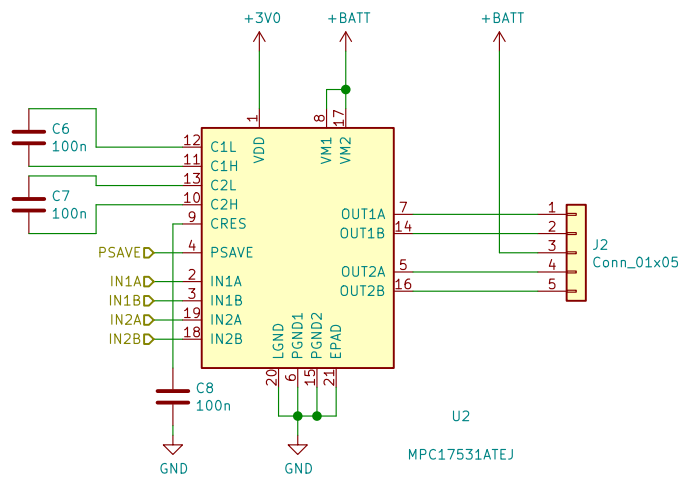 +3V0
+BATT
+BATT
1
8
17
VDD
VM1
VM2
C6
100n
12
C1L
11
C1H
13
C2L
C7
100n
10
C2H
9
CRES
PSAVE
4
PSAVE
IN1A
2
IN1A
IN1B
3
IN1B
IN2A
19
IN2A
IN2B
18
IN2B
OUT1A
7
1
OUT1B
14
2
3
OUT2A
5
4
OUT2B
16
5
J2
Conn_01x05
LGND
PGND1
PGND2
EPAD
20
6
15
21
C8
100n
GND
GND
U2
MPC17531ATEJ